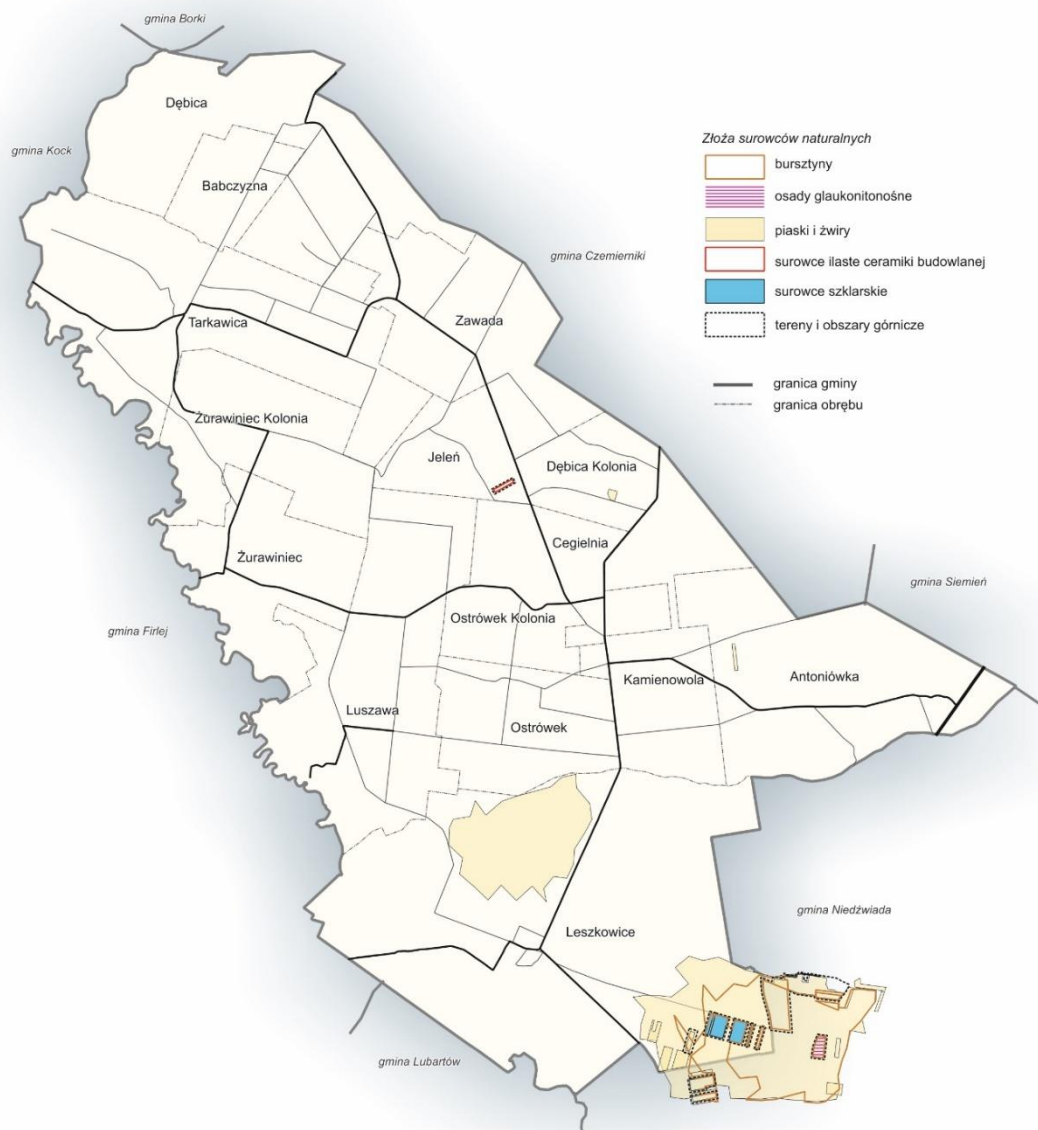 gmina Borki
Dębica
gmina Kock
Babczyzna
Złoża surowców naturalnych
bursztyny
osady glaukonitonośne
piaski i żwiry
surowce ilaste ceramiki budowlanej
surowce szklarskie
tereny i obszary górnicze
granica gminy
granica obrębu
gmina Czemierniki
Tarkawica
Zawada
Żurawiniec Kolonia
Jeleń
Dębica Kolonia
Cegielnia
Żurawiniec
gmina Siemień
gmina Firlej
Ostrówek Kolonia
Kamienowola
Antoniówka
Luszawa
Ostrówek
gmina Niedźwiada
Leszkowice
gmina Lubartów